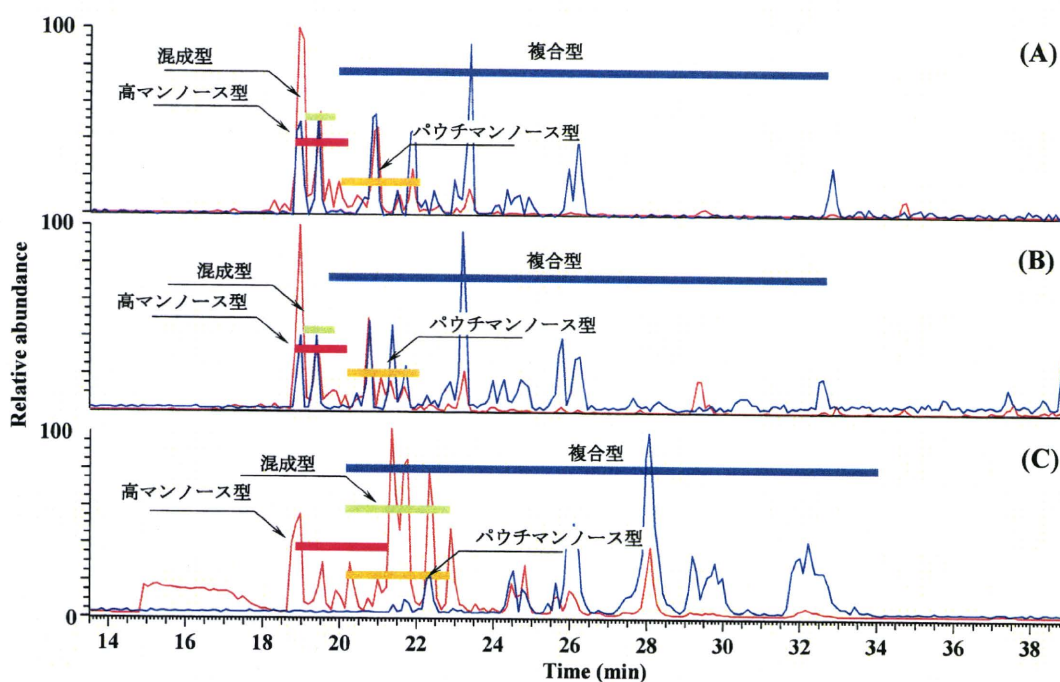 100
混成型
複合型
(A)
高マンノース型
パウチマンノース型
100
混成型
複合型
(B)
高マンノース型
パウチマンノース型
Relative abundance
100
混成型
複合型
(C)
高マンノース型
パウチマンノース型
0
14 16 18 20 22 24 26 28 30 32 34 36 38
Time (min)